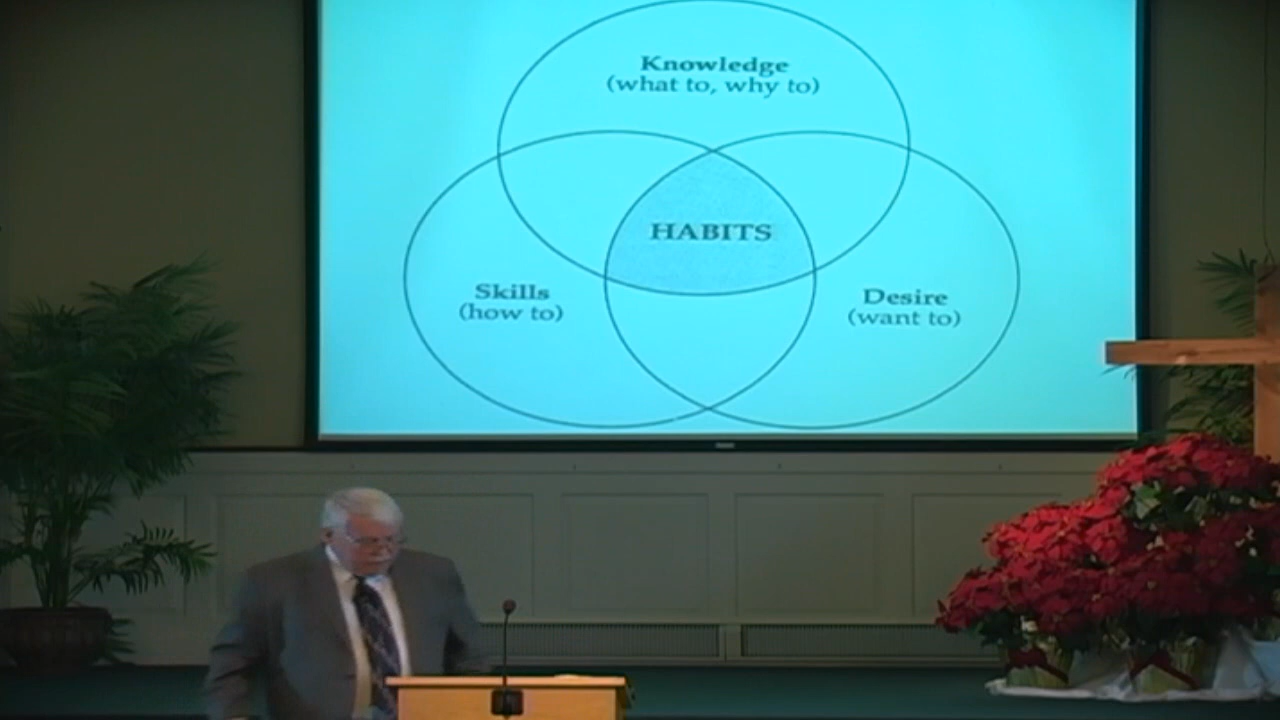 Knowledge
(what to, why to)
HABITS
Skills
(how to)
Desire
(want to)